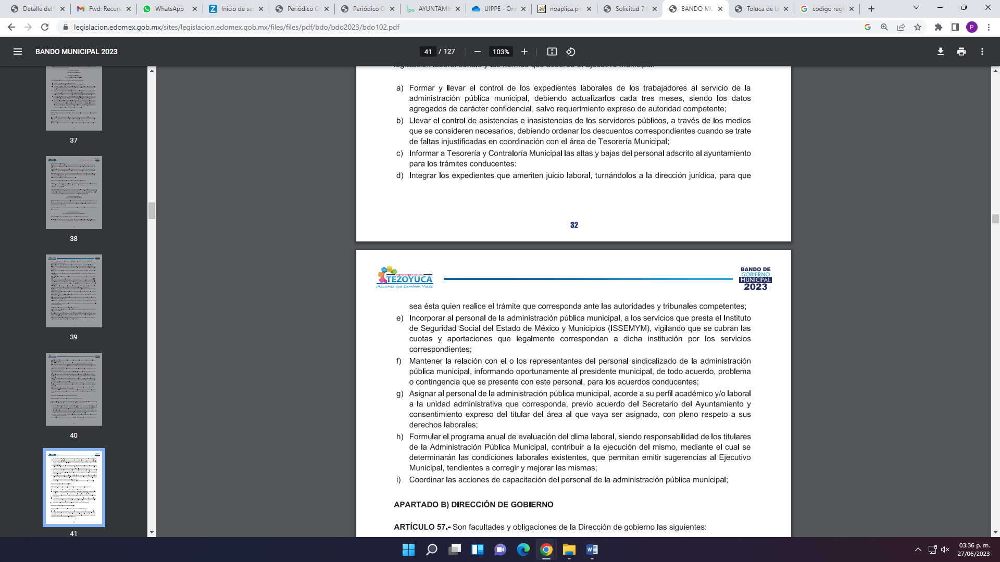 Detalle del S
Fwd: Recurs
WhatsApp
Inicio de se
Periódico O
Periódico O
ipo
AYUNTAMIE
UIPPE - One
noaplica.pn
Solicitud 7
BANDO MU
Toluca de L
codigo regl
legislacion.edomex.gob.mx/sites/legislacion.edomex.gob.mx/files/files/pdf/bdo/bdo2023/bdo102.pdf
P
BANDO MUNICIPAL 2023
41 / 127
103%
37
38
39
40
41
legislación laboral señale y las normas que acuerde el Ejecutivo Municipal.
a) Formar y llevar el control de los expedientes laborales de los trabajadores al servicio de la
administración pública municipal, debiendo actualizarlos cada tres meses, siendo los datos
agregados de carácter confidencial, salvo requerimiento expreso de autoridad competente;
b) Llevar el control de asistencias e inasistencias de los servidores públicos, a través de los medios
que se consideren necesarios, debiendo ordenar los descuentos correspondientes cuando se trate
de faltas injustificadas en coordinación con el área de Tesorería Municipal;
c) Informar a Tesorería y Contraloría Municipal las altas y bajas del personal adscrito al ayuntamiento
para los trámites conducentes:
d) Integrar los expedientes que ameriten juicio laboral, turnándolos a la dirección jurídica, para que
32
TEZOYUCA
¡Acciones que Cambian Vidas!
BANDO DE
GOBIERNO
MUNICIPAL
2023
sea ésta quien realice el trámite que corresponda ante las autoridades y tribunales competentes;
e) Incorporar al personal de la administración pública municipal, a los servicios que presta el Instituto
de Seguridad Social del Estado de México y Municipios (ISSEMYM), vigilando que se cubran las
cuotas y aportaciones que legalmente correspondan a dicha institución por los servicios
correspondientes;
f) Mantener la relación con el o los representantes del personal sindicalizado de la administración
pública municipal, informando oportunamente al presidente municipal, de todo acuerdo, problema
o contingencia que se presente con este personal, para los acuerdos conducentes;
g) Asignar al personal de la administración pública municipal, acorde a su perfil académico y/o laboral
a la unidad administrativa que corresponda, previo acuerdo del Secretario del Ayuntamiento y
consentimiento expreso del titular del área al que vaya ser asignado, con pleno respeto a sus
derechos laborales;
h) Formular el programa anual de evaluación del clima laboral, siendo responsabilidad de los titulares
de la Administración Pública Municipal, contribuir a la ejecución del mismo, mediante el cual se
determinarán las condiciones laborales existentes, que permitan emitir sugerencias al Ejecutivo
Municipal, tendientes a corregir y mejorar las mismas;
i) Coordinar las acciones de capacitación del personal de la administración pública municipal;
APARTADO B) DIRECCIÓN DE GOBIERNO
ARTÍCULO 57.- Son facultades y obligaciones de la Dirección de gobierno las siguientes:
03:36 p. m.
27/06/2023